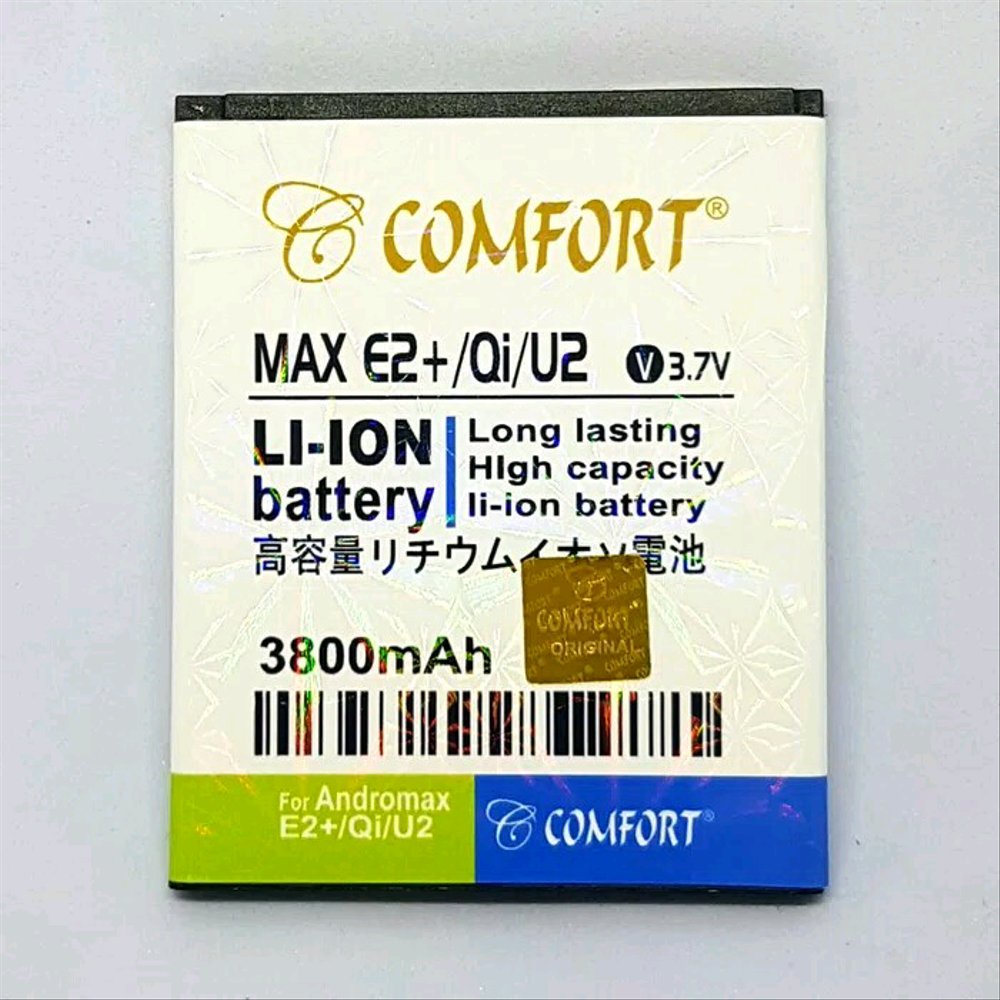 COMFORT®
MAX E2+/Qi/U2 V 3.7V
LI-ION
battery
Long lasting
HIgh capacity
li-ion battery
高容量リチウムイオン電池
COMFORT
COMFORT®
ORIGINAL
COMFORT
3800mAh
For Andromax
E2+/Qi/U2
COMFORT®